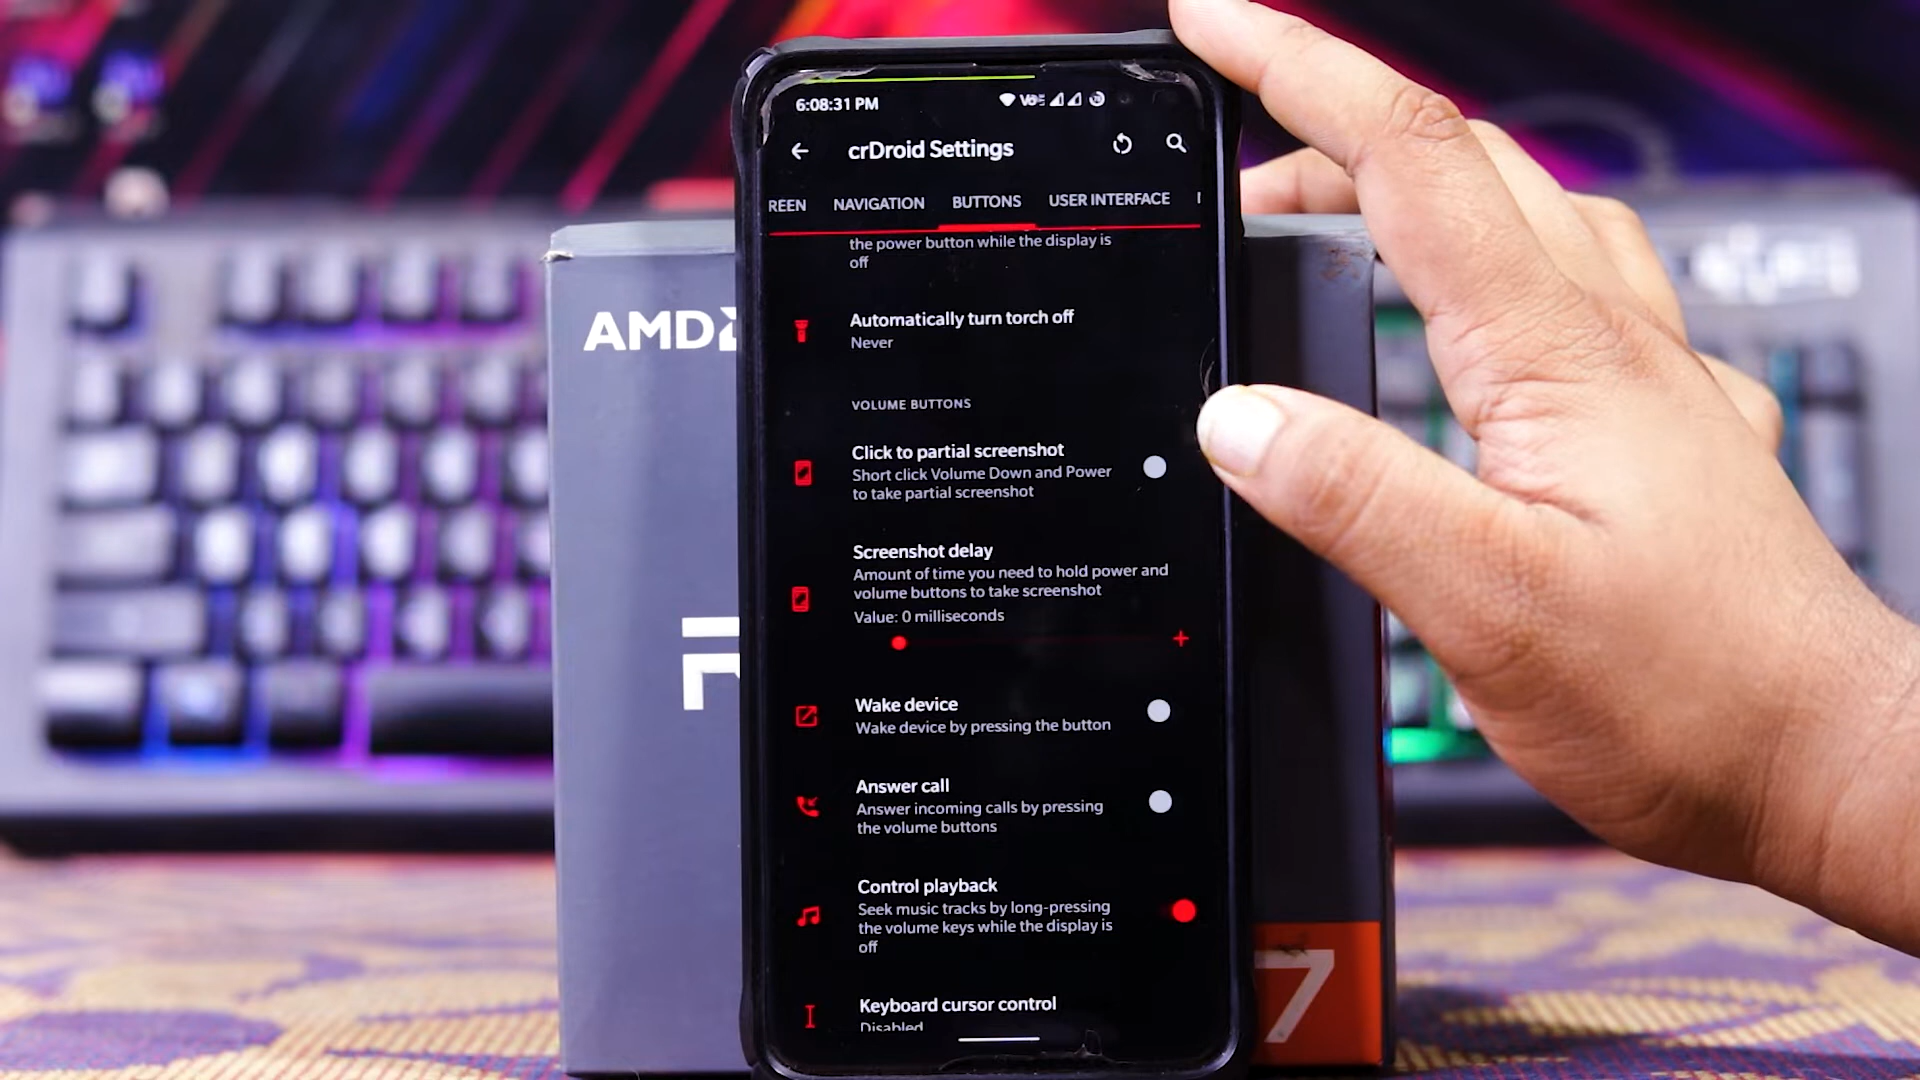 6:08:31 PM
crDroid Settings
REEN NAVIGATION BUTTONS USER INTERFACE
the power button while the display is
off
Automatically turn torch off
Never
VOLUME BUTTONS
Click to partial screenshot
Short click Volume Down and Power
to take partial screenshot
Screenshot delay
Amount of time you need to hold power and
volume buttons to take screenshot
Value: 0 milliseconds
+
Wake device
Wake device by pressing the button
Answer call
Answer incoming calls by pressing
the volume buttons
Control playback
Seek music tracks by long-pressing
the volume keys while the display is
off
Keyboard cursor control
Disabled
AMD
R
7